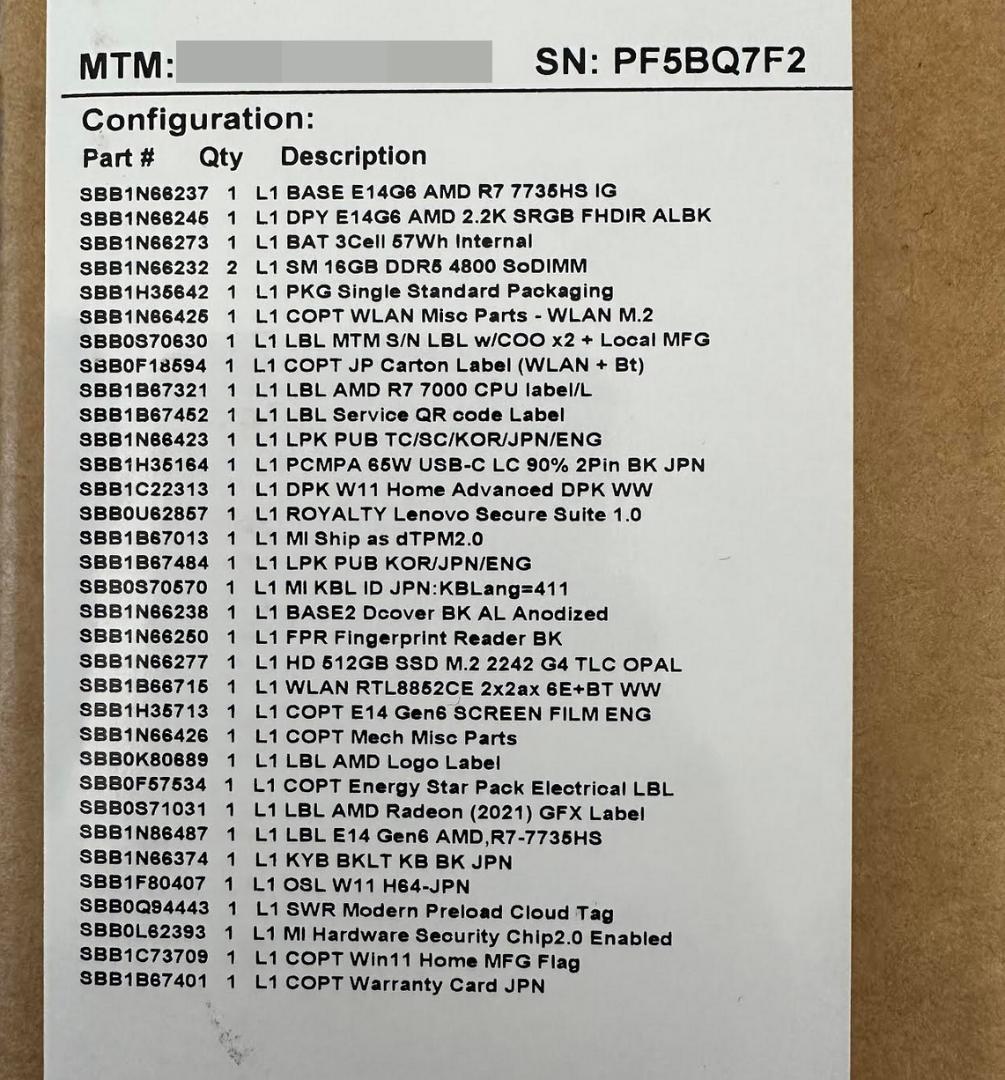 MTM: SN: PF5BQ7F2
Configuration:
Part # Qty Description
SBB1N66237 1 L1 BASE E14G6 AMD R7 7735HS IG
SBB1N66245 1 L1 DPY E14G6 AMD 2.2K SRGB FHDIR ALBK
SBB1N66273 1 L1 BAT 3Cell 57Wh Internal
SBB1N66232 2 L1 SM 16GB DDR5 4800 SoDIMM
SBB1H35642 1 L1 PKG Single Standard Packaging
SBB1N66425 1 L1 COPT WLAN Misc Parts - WLAN M.2
SBB0S70630 1 L1 LBL MTM S/N LBL w/COO x2 + Local MFG
SBB0F18594 1 L1 COPT JP Carton Label (WLAN + Bt)
SBB1B67321 1 L1 LBL AMD R7 7000 CPU label/L
SBB1B67452 1 L1 LBL Service QR code Label
SBB1N66423 1 L1 LPK PUB TC/SC/KOR/JPN/ENG
SBB1H35164 1 L1 PCMPA 65W USB-C LC 90% 2Pin BK JPN
SBB1C22313 1 L1 DPK W11 Home Advanced DPK WW
SBB0U62857 1 L1 ROYALTY Lenovo Secure Suite 1.0
SBB1B67013 1 L1 MI Ship as dTPM2.0
SBB1B67484 1 L1 LPK PUB KOR/JPN/ENG
SBB0S70570 1 L1 MI KBL ID JPN:KBLang=411
SBB1N66238 1 L1 BASE2 Dcover BK AL Anodized
SBB1N66250 1 L1 FPR Fingerprint Reader BK
SBB1N66277 1 L1 HD 512GB SSD M.2 2242 G4 TLC OPAL
SBB1B66715 1 L1 WLAN RTL8852CE 2x2ax 6E+BT WW
SBB1H35713 1 L1 COPT E14 Gen6 SCREEN FILM ENG
SBB1N66426 1 L1 COPT Mech Misc Parts
SBB0K80689 1 L1 LBL AMD Logo Label
SBB0F57534 1 L1 COPT Energy Star Pack Electrical LBL
SBB0S71031 1 L1 LBL AMD Radeon (2021) GFX Label
SBB1N86487 1 L1 LBL E14 Gen6 AMD,R7-7735HS
SBB1N66374 1 L1 KYB BKLT KB BK JPN
SBB1F80407 1 L1 OSL W11 H64-JPN
SBB0Q94443 1 L1 SWR Modern Preload Cloud Tag
SBB0L62393 1 L1 MI Hardware Security Chip2.0 Enabled
SBB1C73709 1 L1 COPT Win11 Home MFG Flag
SBB1B67401 1 L1 COPT Warranty Card JPN